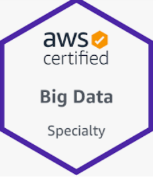 aws
certified
Big Data
Specialty